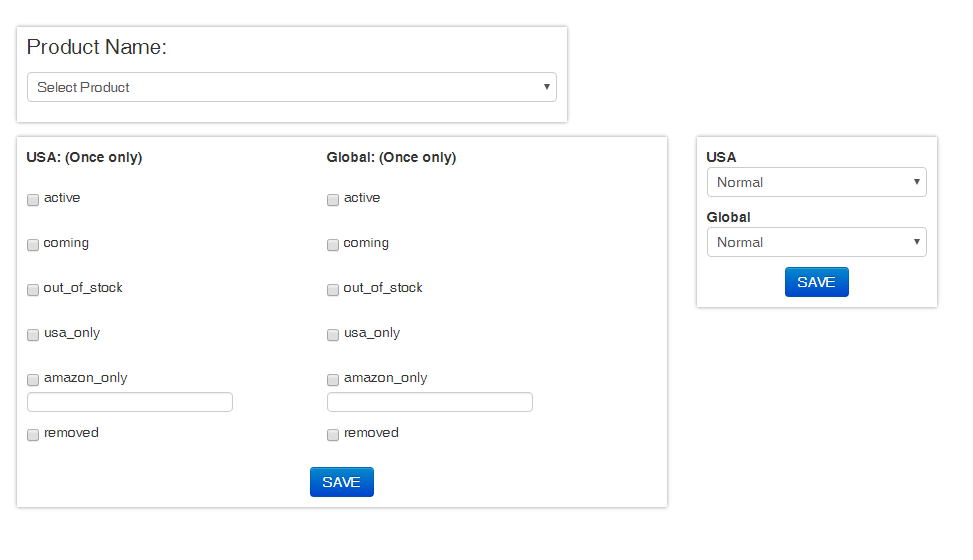 Product Name:
Select Product
USA: (Once only)
Global: (Once only)
active
active
coming
coming
out_of_stock
out_of_stock
usa_only
usa_only
amazon_only
amazon_only
removed
removed
SAVE
USA
Normal
Global
Normal
SAVE